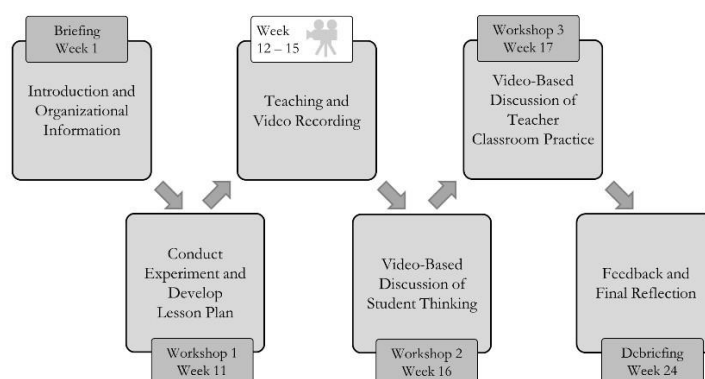 Briefing
Week 1
Introduction and
Organizational
Information
Conduct
Experiment and
Develop
Lesson Plan
Workshop 1
Week 11
Week
12 – 15
Teaching and
Video Recording
Video-Based
Discussion of
Student Thinking
Workshop 2
Week 16
Workshop 3
Week 17
Video-Based
Discussion of
Teacher
Classroom Practice
Feedback and
Final Reflection
Debriefing
Week 24